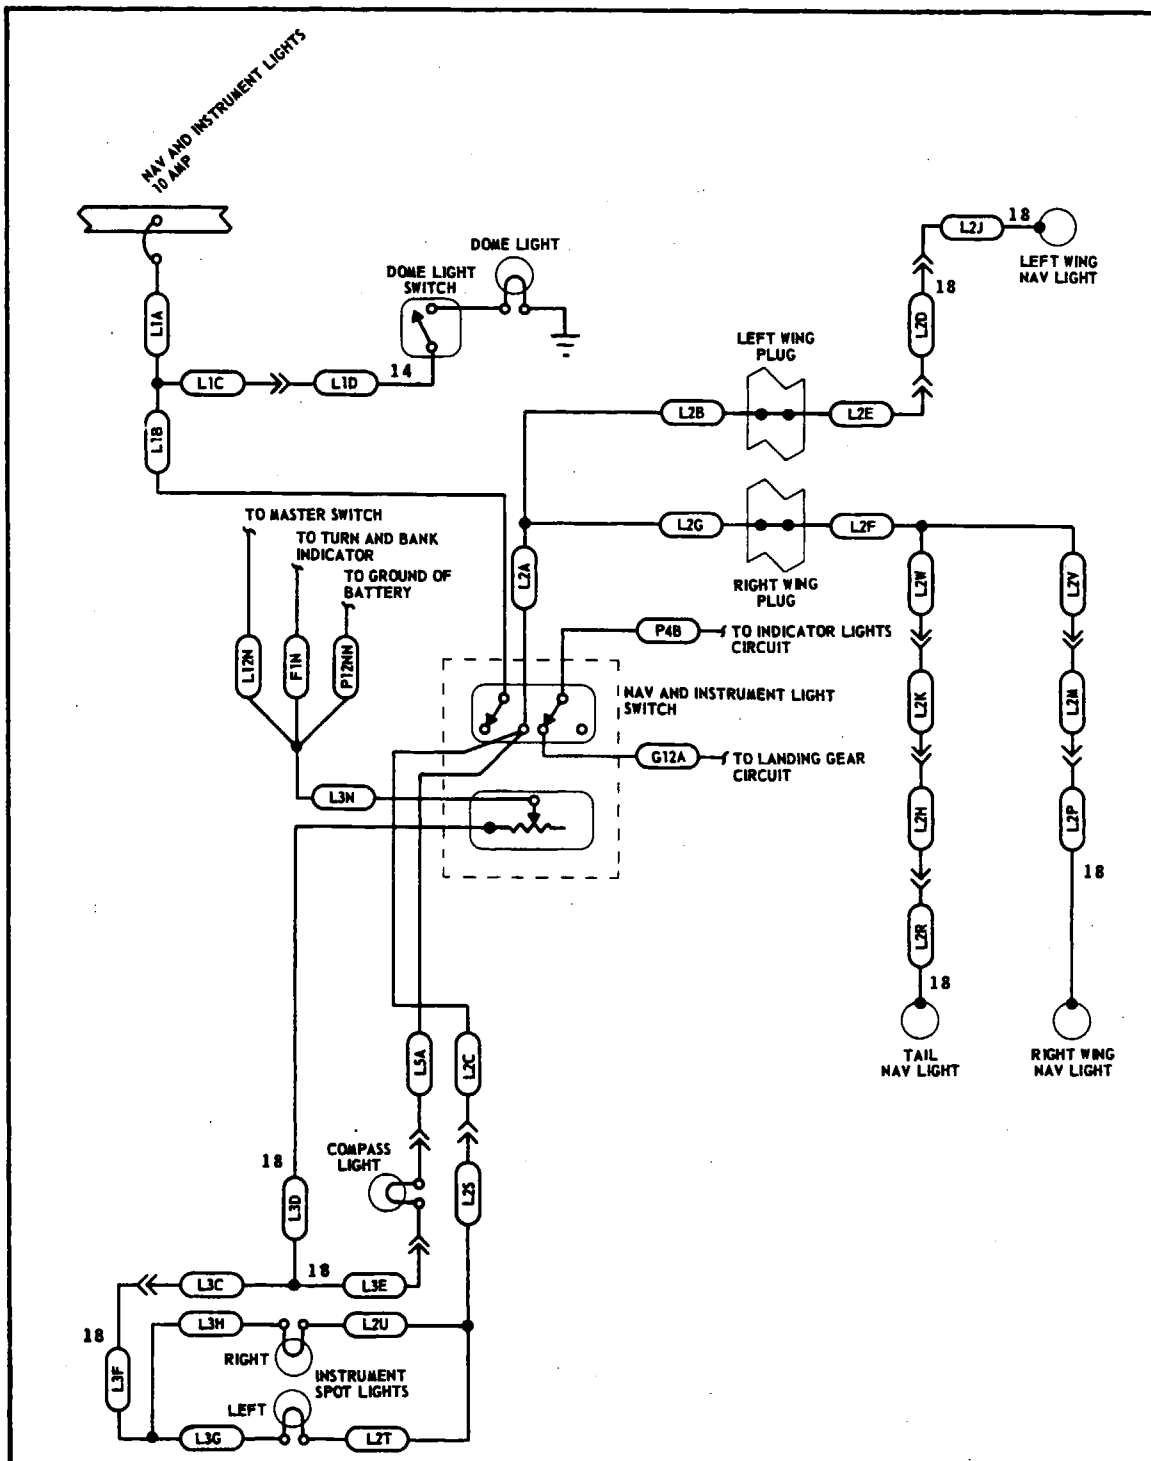 NAV AND INSTRUMENT LIGHTS
10 AMP
L1A
L1C
L1D
14
L1B
DOME LIGHT
SWITCH
DOME LIGHT
L2J
18
LEFT WING
NAV LIGHT
18
L2D
LEFT WING
PLUG
L2B
L2E
L2G
L2F
RIGHT WING
PLUG
L2A
TO MASTER SWITCH
TO TURN AND BANK
INDICATOR
TO GROUND OF
BATTERY
L12N
F1N
P12NN
P4B
TO INDICATOR LIGHTS
CIRCUIT
NAV AND INSTRUMENT LIGHT
SWITCH
G12A
TO LANDING GEAR
CIRCUIT
L3N
L2W
L2V
L2K
L2M
L2H
L2P
18
L2R
18
TAIL
NAV LIGHT
RIGHT WING
NAV LIGHT
L5A
L2C
COMPASS
LIGHT
18
L3D
L2S
18
L3C
L3E
18
L3H
L2U
RIGHT
INSTRUMENT
SPOT LIGHTS
L3F
LEFT
L3G
L2T